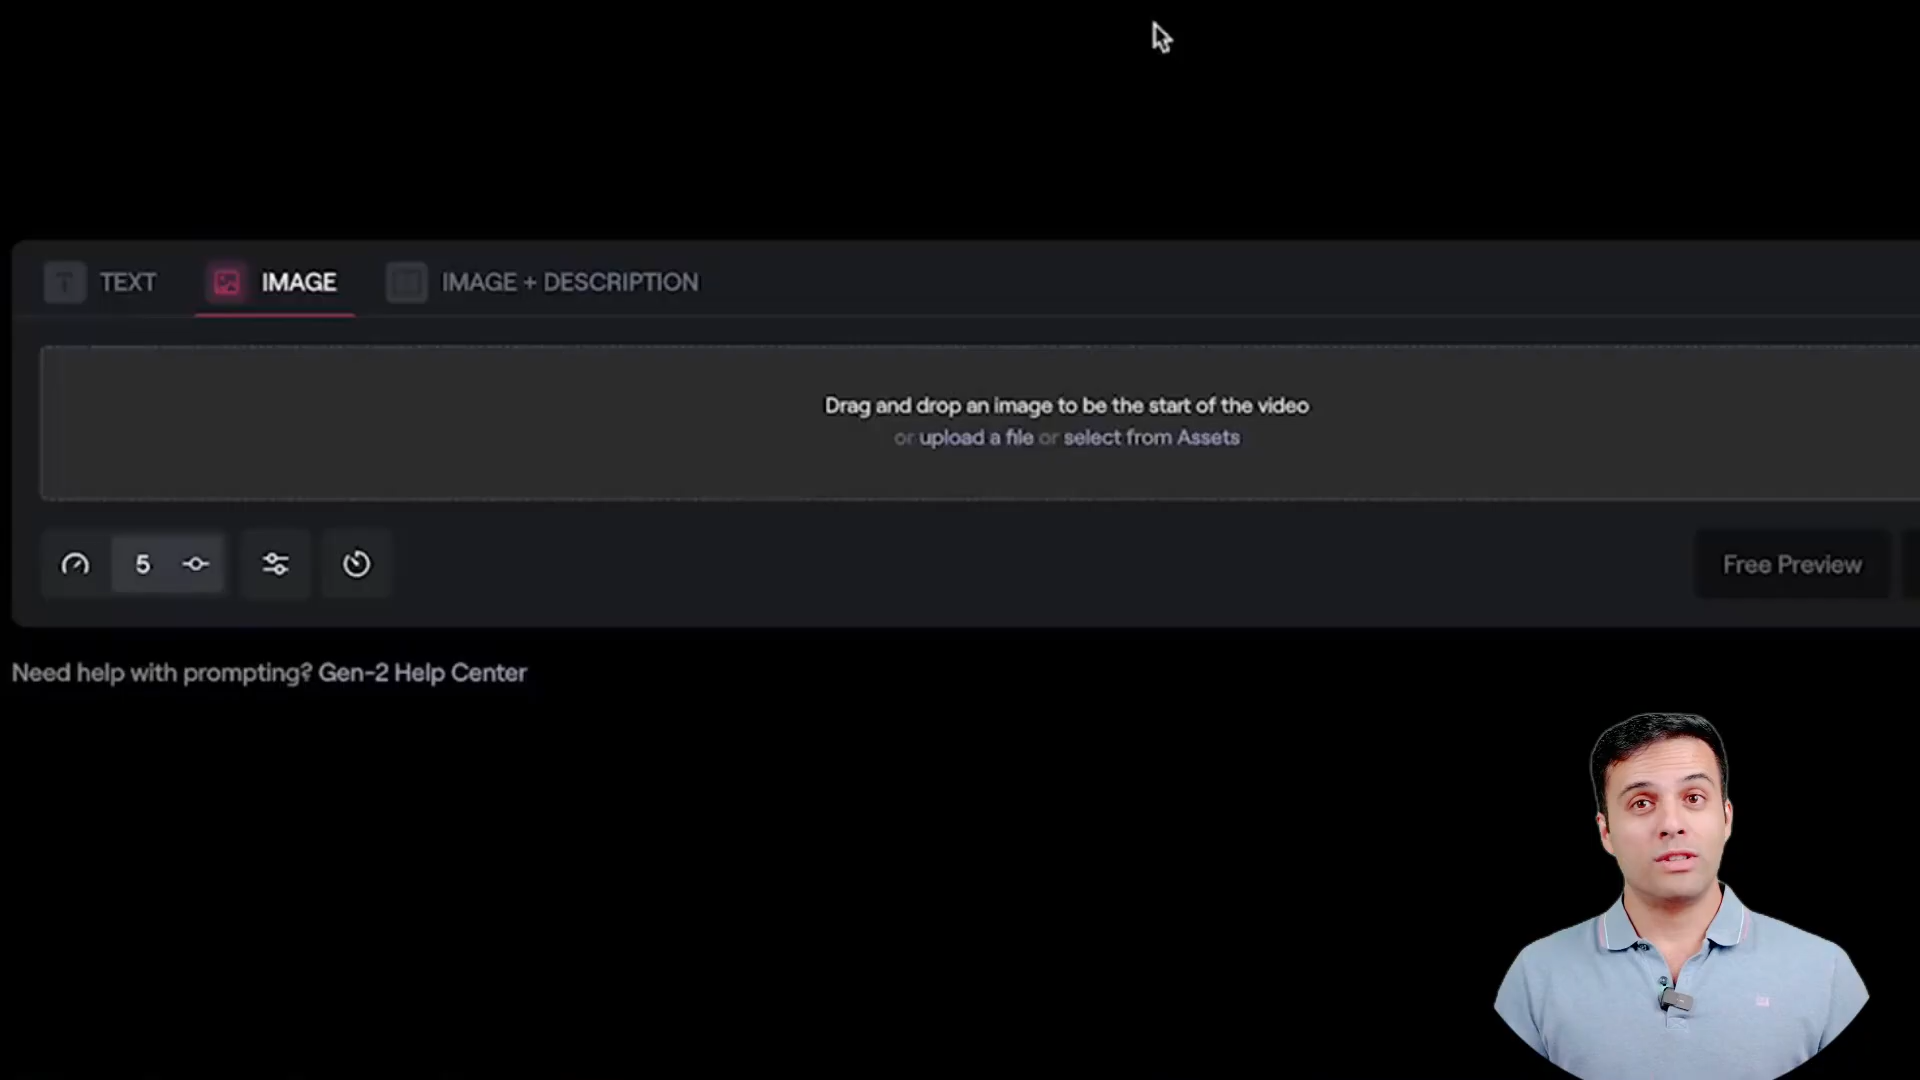 TEXT
IMAGE
IMAGE + DESCRIPTION
Drag and drop an image to be the start of the video
or upload a file or select from Assets
5
Free Preview
Need help with prompting? Gen-2 Help Center